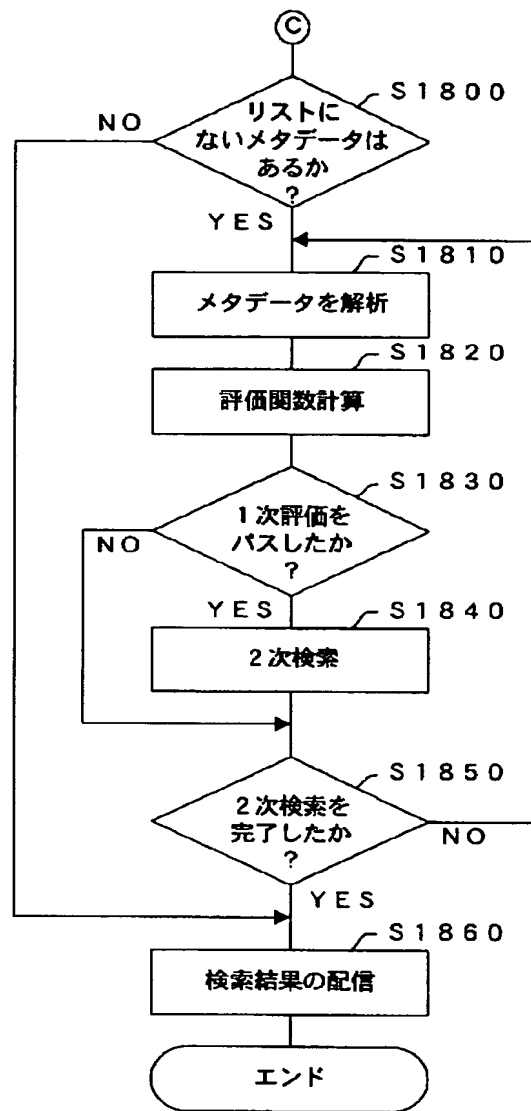 C
S1800
リストに
ないメタデータは
あるか
?
NO
YES
S1810
メタデータを解析
S1820
評価関数計算
S1830
1次評価を
パスしたか
?
NO
YES
S1840
2次検索
S1850
2次検索を
完了したか
?
NO
YES
S1860
検索結果の配信
エンド